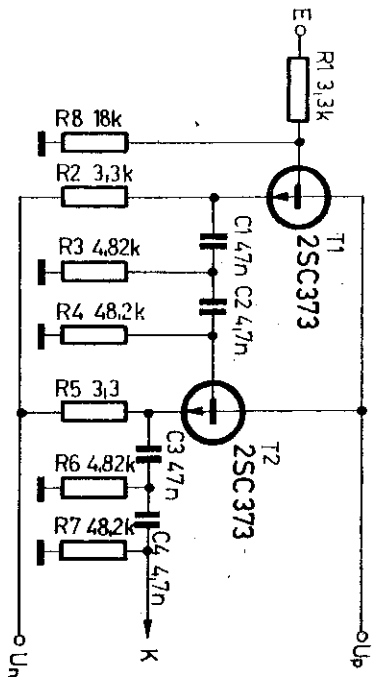 E
R1 3,3k
R8 18k
R2 3,3k
T1
2SC373
C1 47n
R3 4,82k
C2 4,7n
R4 48,2k
R5 3,3
T2
2SC373
C3 47n
R6 4,82k
C4 4,7n
R7 48,2k
K
Un
Up